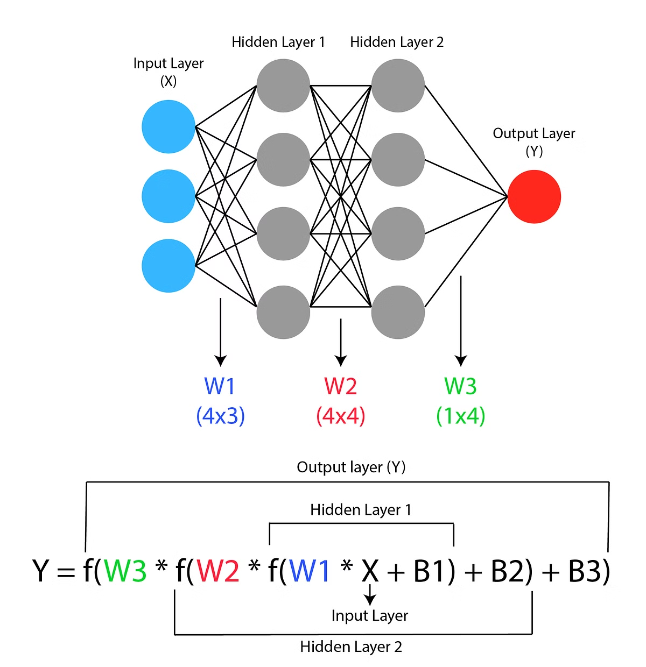 Hidden Layer 1
Hidden Layer 2
Input Layer
(X)
Output Layer
(Y)
W1
(4x3)
W2
(4x4)
W3
(1x4)
Output layer (Y)
Hidden Layer 1
Y = f(W3 * f(W2 * f(W1 * X + B1) + B2) + B3)
Input Layer
Hidden Layer 2